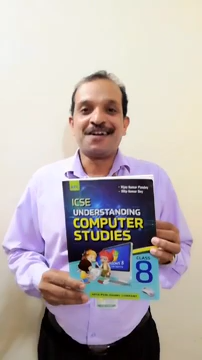 - Vijay Kumar Pandey
- Dilip Kumar Dey
ICSE
UNDERSTANDING
COMPUTER
STUDIES
CLASS
8